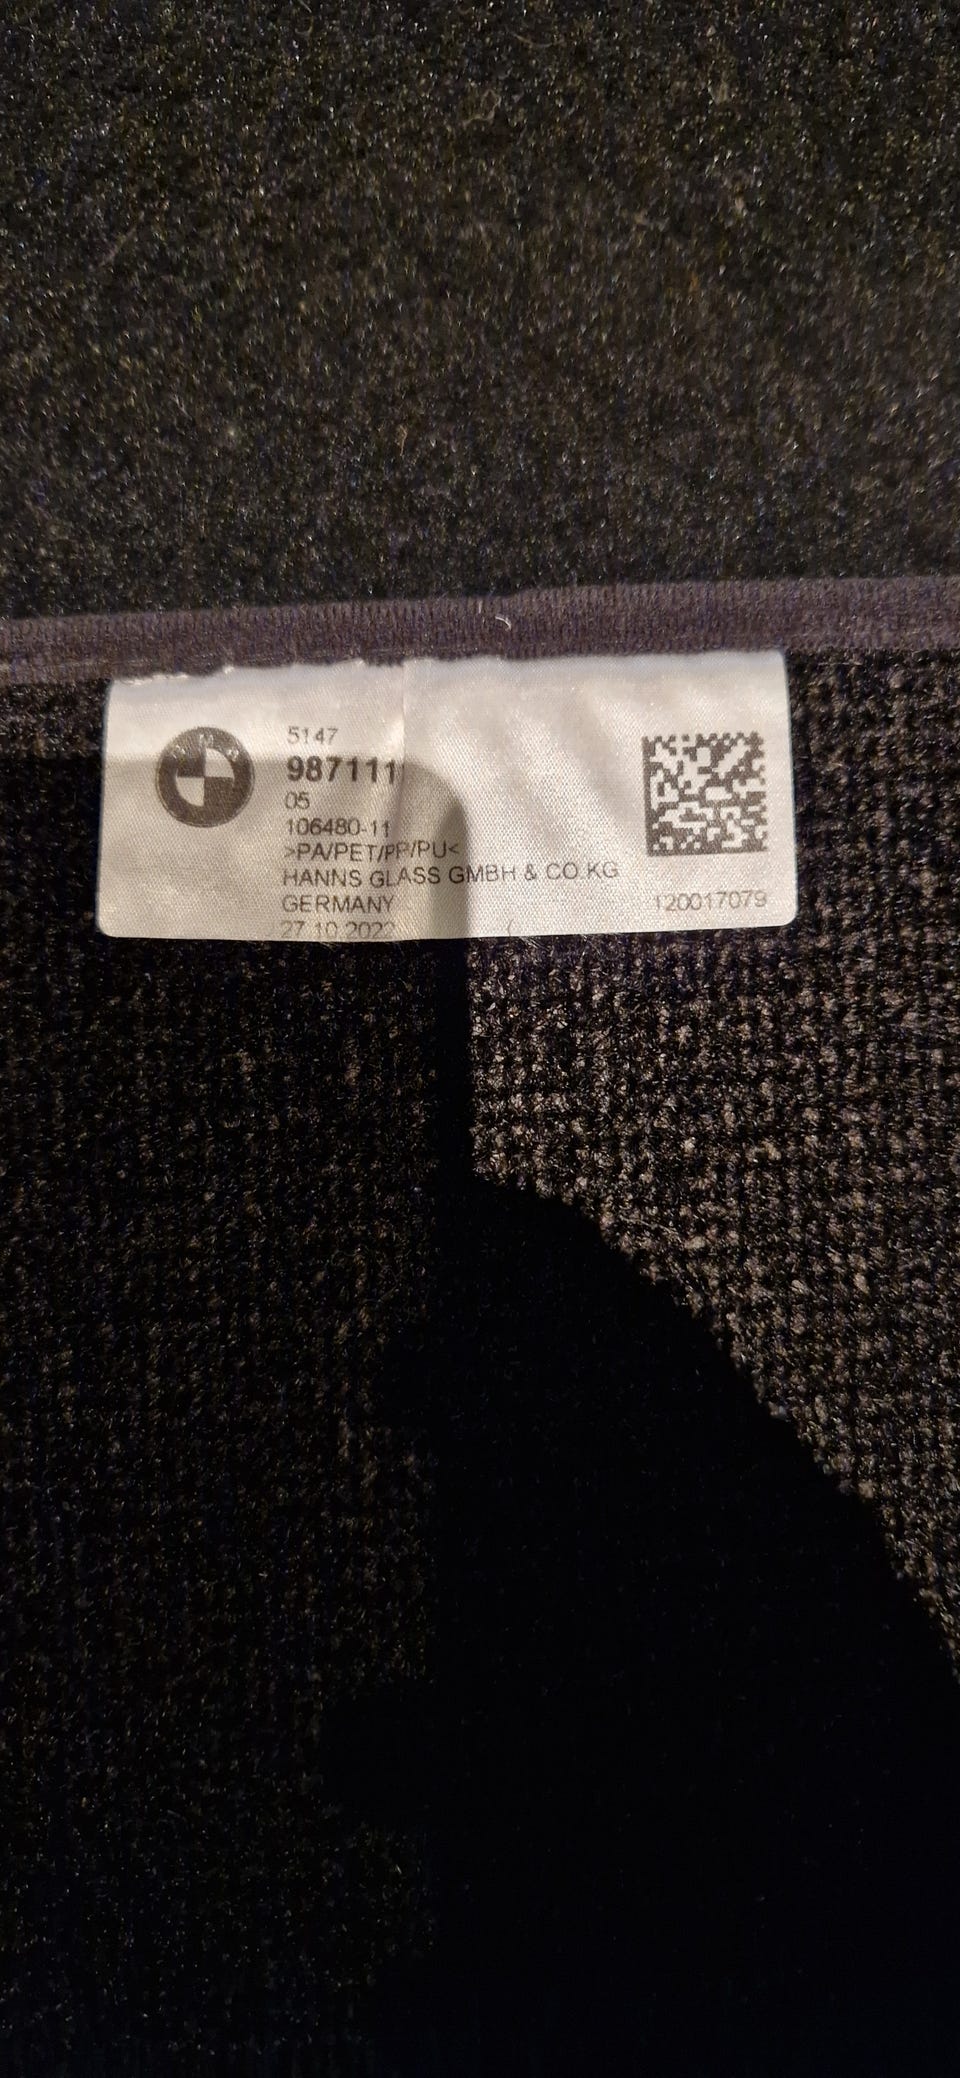 5147
987111
05
106480-11
>PA/PET/PP/PU<
HANNS GLASS GMBH & CO.KG
GERMANY
120017079
27.10.2022